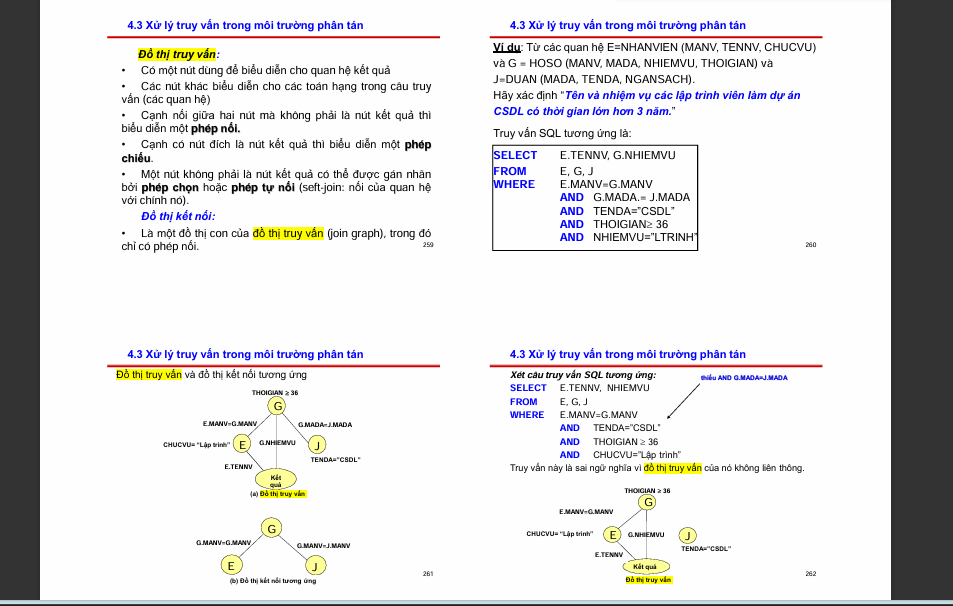 4.3 Xử lý truy vấn trong môi trường phân tán
Đồ thị truy vấn:
• Có một nút dùng để biểu diễn cho quan hệ kết quả
• Các nút khác biểu diễn cho các toán hạng trong câu truy
vấn (các quan hệ)
• Cạnh nối giữa hai nút mà không phải là nút kết quả thì
biểu diễn một phép nối.
• Cạnh có nút đích là nút kết quả thì biểu diễn một phép
chiếu.
• Một nút không phải là nút kết quả có thể được gán nhãn
bởi phép chọn hoặc phép tự nối (seft-join: nối của quan hệ
với chính nó).
Đồ thị kết nối:
• Là một đồ thị con của đồ thị truy vấn (join graph), trong đó
chỉ có phép nối.
259
4.3 Xử lý truy vấn trong môi trường phân tán
Ví dụ: Từ các quan hệ E=NHANVIEN (MANV, TENNV, CHUCVU)
và G = HOSO (MANV, MADA, NHIEMVU, THOIGIAN) và
J=DUAN (MADA, TENDA, NGANSACH).
Hãy xác định “Tên và nhiệm vụ các lập trình viên làm dự án
CSDL có thời gian lớn hơn 3 năm.”
Truy vấn SQL tương ứng là:
SELECT E.TENNV, G.NHIEMVU
FROM E, G, J
WHERE E.MANV=G.MANV
AND G.MADA.= J.MADA
AND TENDA=”CSDL”
AND THOIGIAN≥ 36
AND NHIEMVU=”LTRINH”
260
4.3 Xử lý truy vấn trong môi trường phân tán
Đồ thị truy vấn và đồ thị kết nối tương ứng
THOIGIAN ≥ 36
G
E.MANV=G.MANV
G.MADA=J.MADA
CHUCVU= “Lập trình”
E
G.NHIEMVU
J
TENDA=”CSDL”
E.TENNV
Kết
quả
(a) Đồ thị truy vấn
G
G.MANV=G.MANV
G.MANV=J.MANV
E
J
(b) Đồ thị kết nối tương ứng
261
4.3 Xử lý truy vấn trong môi trường phân tán
Xét câu truy vấn SQL tương ứng:
thiếu AND G.MADA=J.MADA
SELECT E.TENNV, NHIEMVU
FROM E, G, J
WHERE E.MANV=G.MANV
AND TENDA=”CSDL”
AND THOIGIAN ≥ 36
AND CHUCVU=”Lập trình”
Truy vấn này là sai ngữ nghĩa vì đồ thị truy vấn của nó không liên thông.
THOIGIAN ≥ 36
G
E.MANV=G.MANV
CHUCVU= “Lập trình”
E
G.NHIEMVU
J
TENDA=”CSDL”
E.TENNV
Kết quả
Đồ thị truy vấn
262